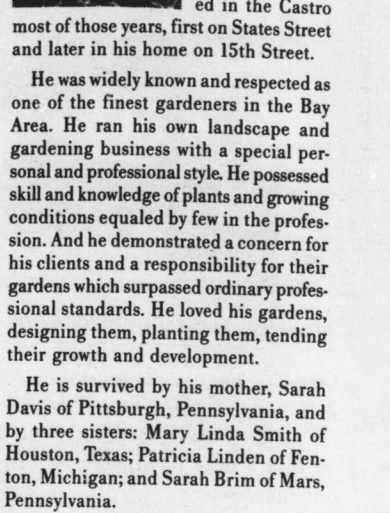 ed in the Castro
most of those years, first on States Street
and later in his home on 15th Street.
He was widely known and respected as
one of the finest gardeners in the Bay
Area. He ran his own landscape and
gardening business with a special per-
sonal and professional style. He possessed
skill and knowledge of plants and growing
conditions equaled by few in the profes-
sion. And he demonstrated a concern for
his clients and a responsibility for their
gardens which surpassed ordinary profes-
sional standards. He loved his gardens,
designing them, planting them, tending
their growth and development.
He is survived by his mother, Sarah
Davis of Pittsburgh, Pennsylvania, and
by three sisters: Mary Linda Smith of
Houston, Texas; Patricia Linden of Fen-
ton, Michigan; and Sarah Brim of Mars,
Pennsylvania.